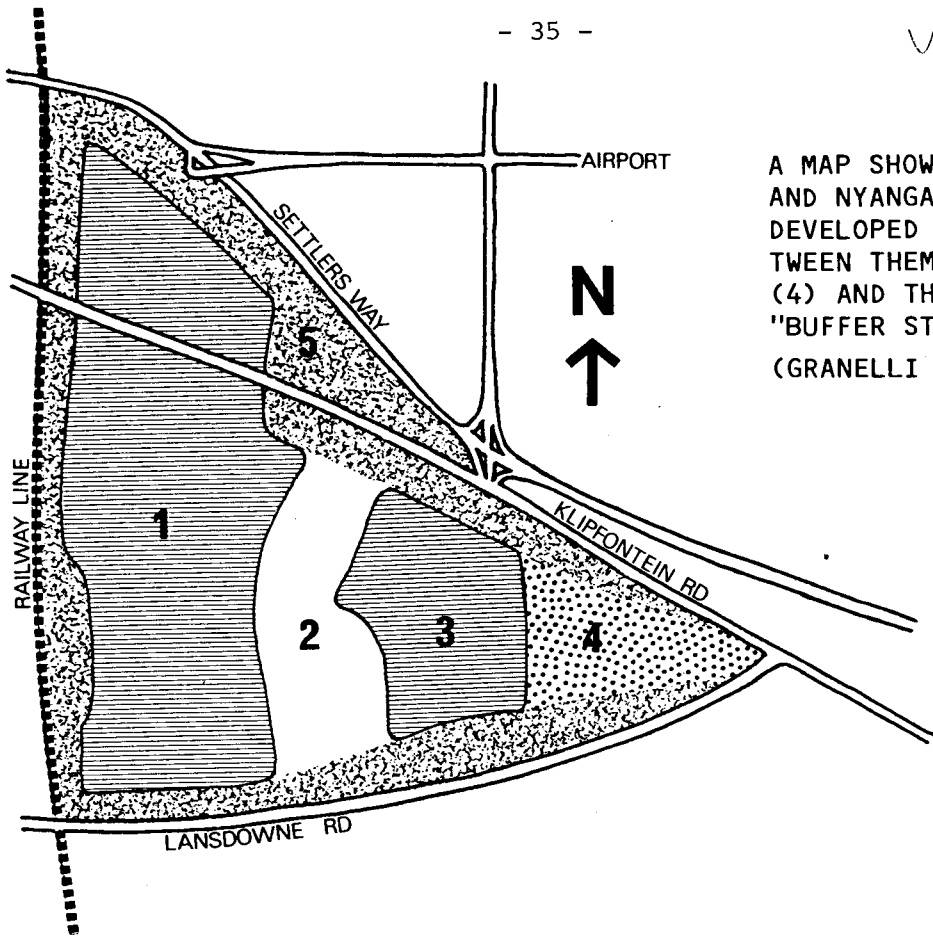 - 35 -
AIRPORT
A MAP SHOW
AND NYANGA
DEVELOPED
TWEEN THEM
(4) AND TH
"BUFFER ST
(GRANELLI
SETTLERS WAY
N
5
RAILWAY LINE
1
KLIPFONTEIN RD
2
3
4
LANSDOWNE RD